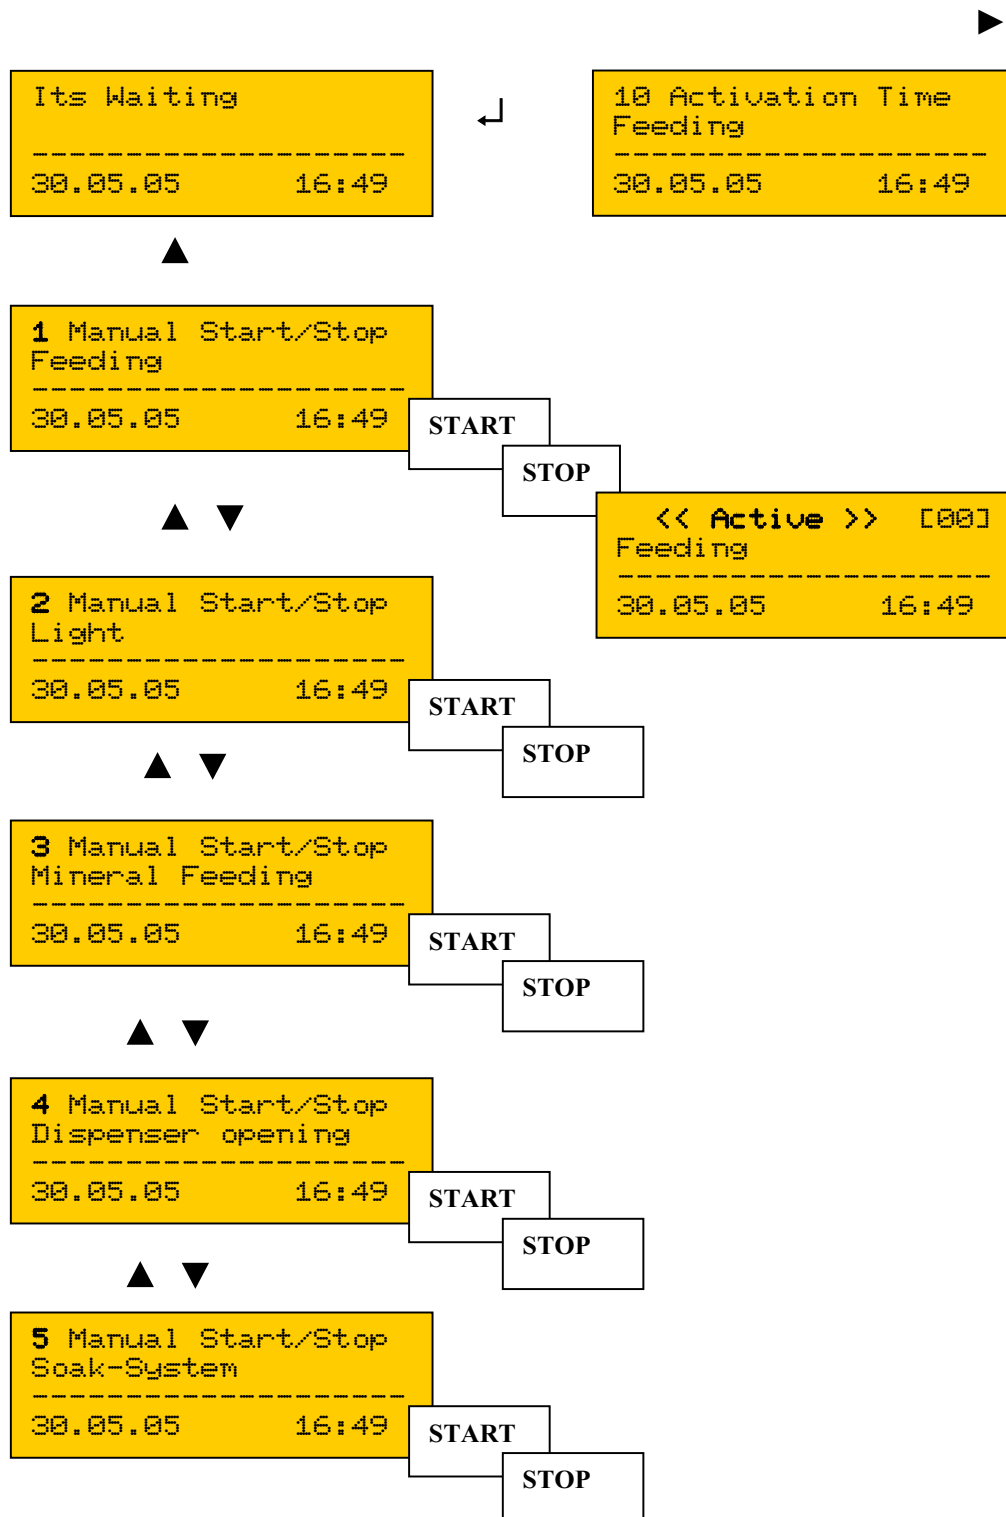 Its Waiting
--------------------
30.05.05 16:49
10 Activation Time
Feeding
--------------------
30.05.05 16:49
1 Manual Start/Stop
Feeding
--------------------
30.05.05 16:49
START
STOP
<< Active >> [00]
Feeding
--------------------
30.05.05 16:49
2 Manual Start/Stop
Light
--------------------
30.05.05 16:49
START
STOP
3 Manual Start/Stop
Mineral Feeding
--------------------
30.05.05 16:49
START
STOP
4 Manual Start/Stop
Dispenser opening
--------------------
30.05.05 16:49
START
STOP
5 Manual Start/Stop
Soak-System
--------------------
30.05.05 16:49
START
STOP